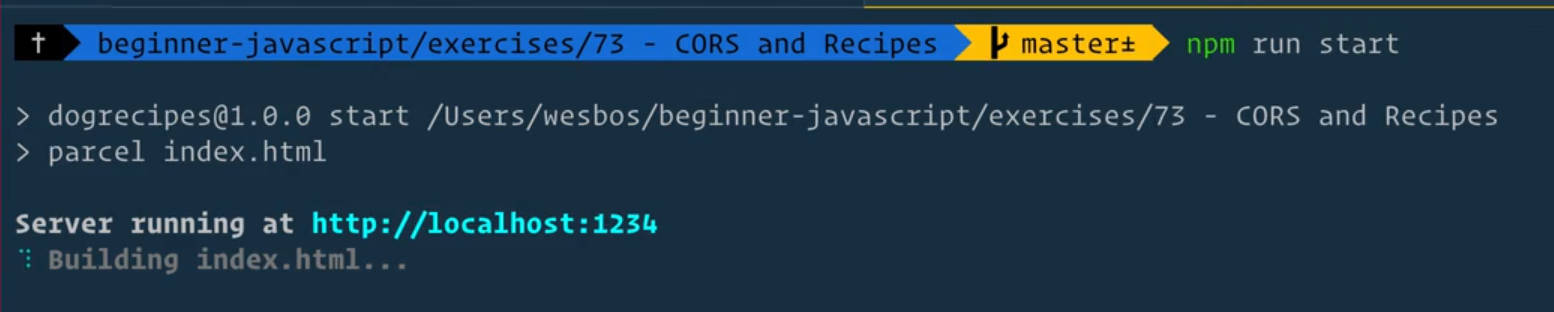 † beginner-javascript/exercises/73 - CORS and Recipes master± npm run start
> dogrecipes@1.0.0 start /Users/wesbos/beginner-javascript/exercises/73 - CORS and Recipes
> parcel index.html
Server running at http://localhost:1234
⠹ Building index.html...